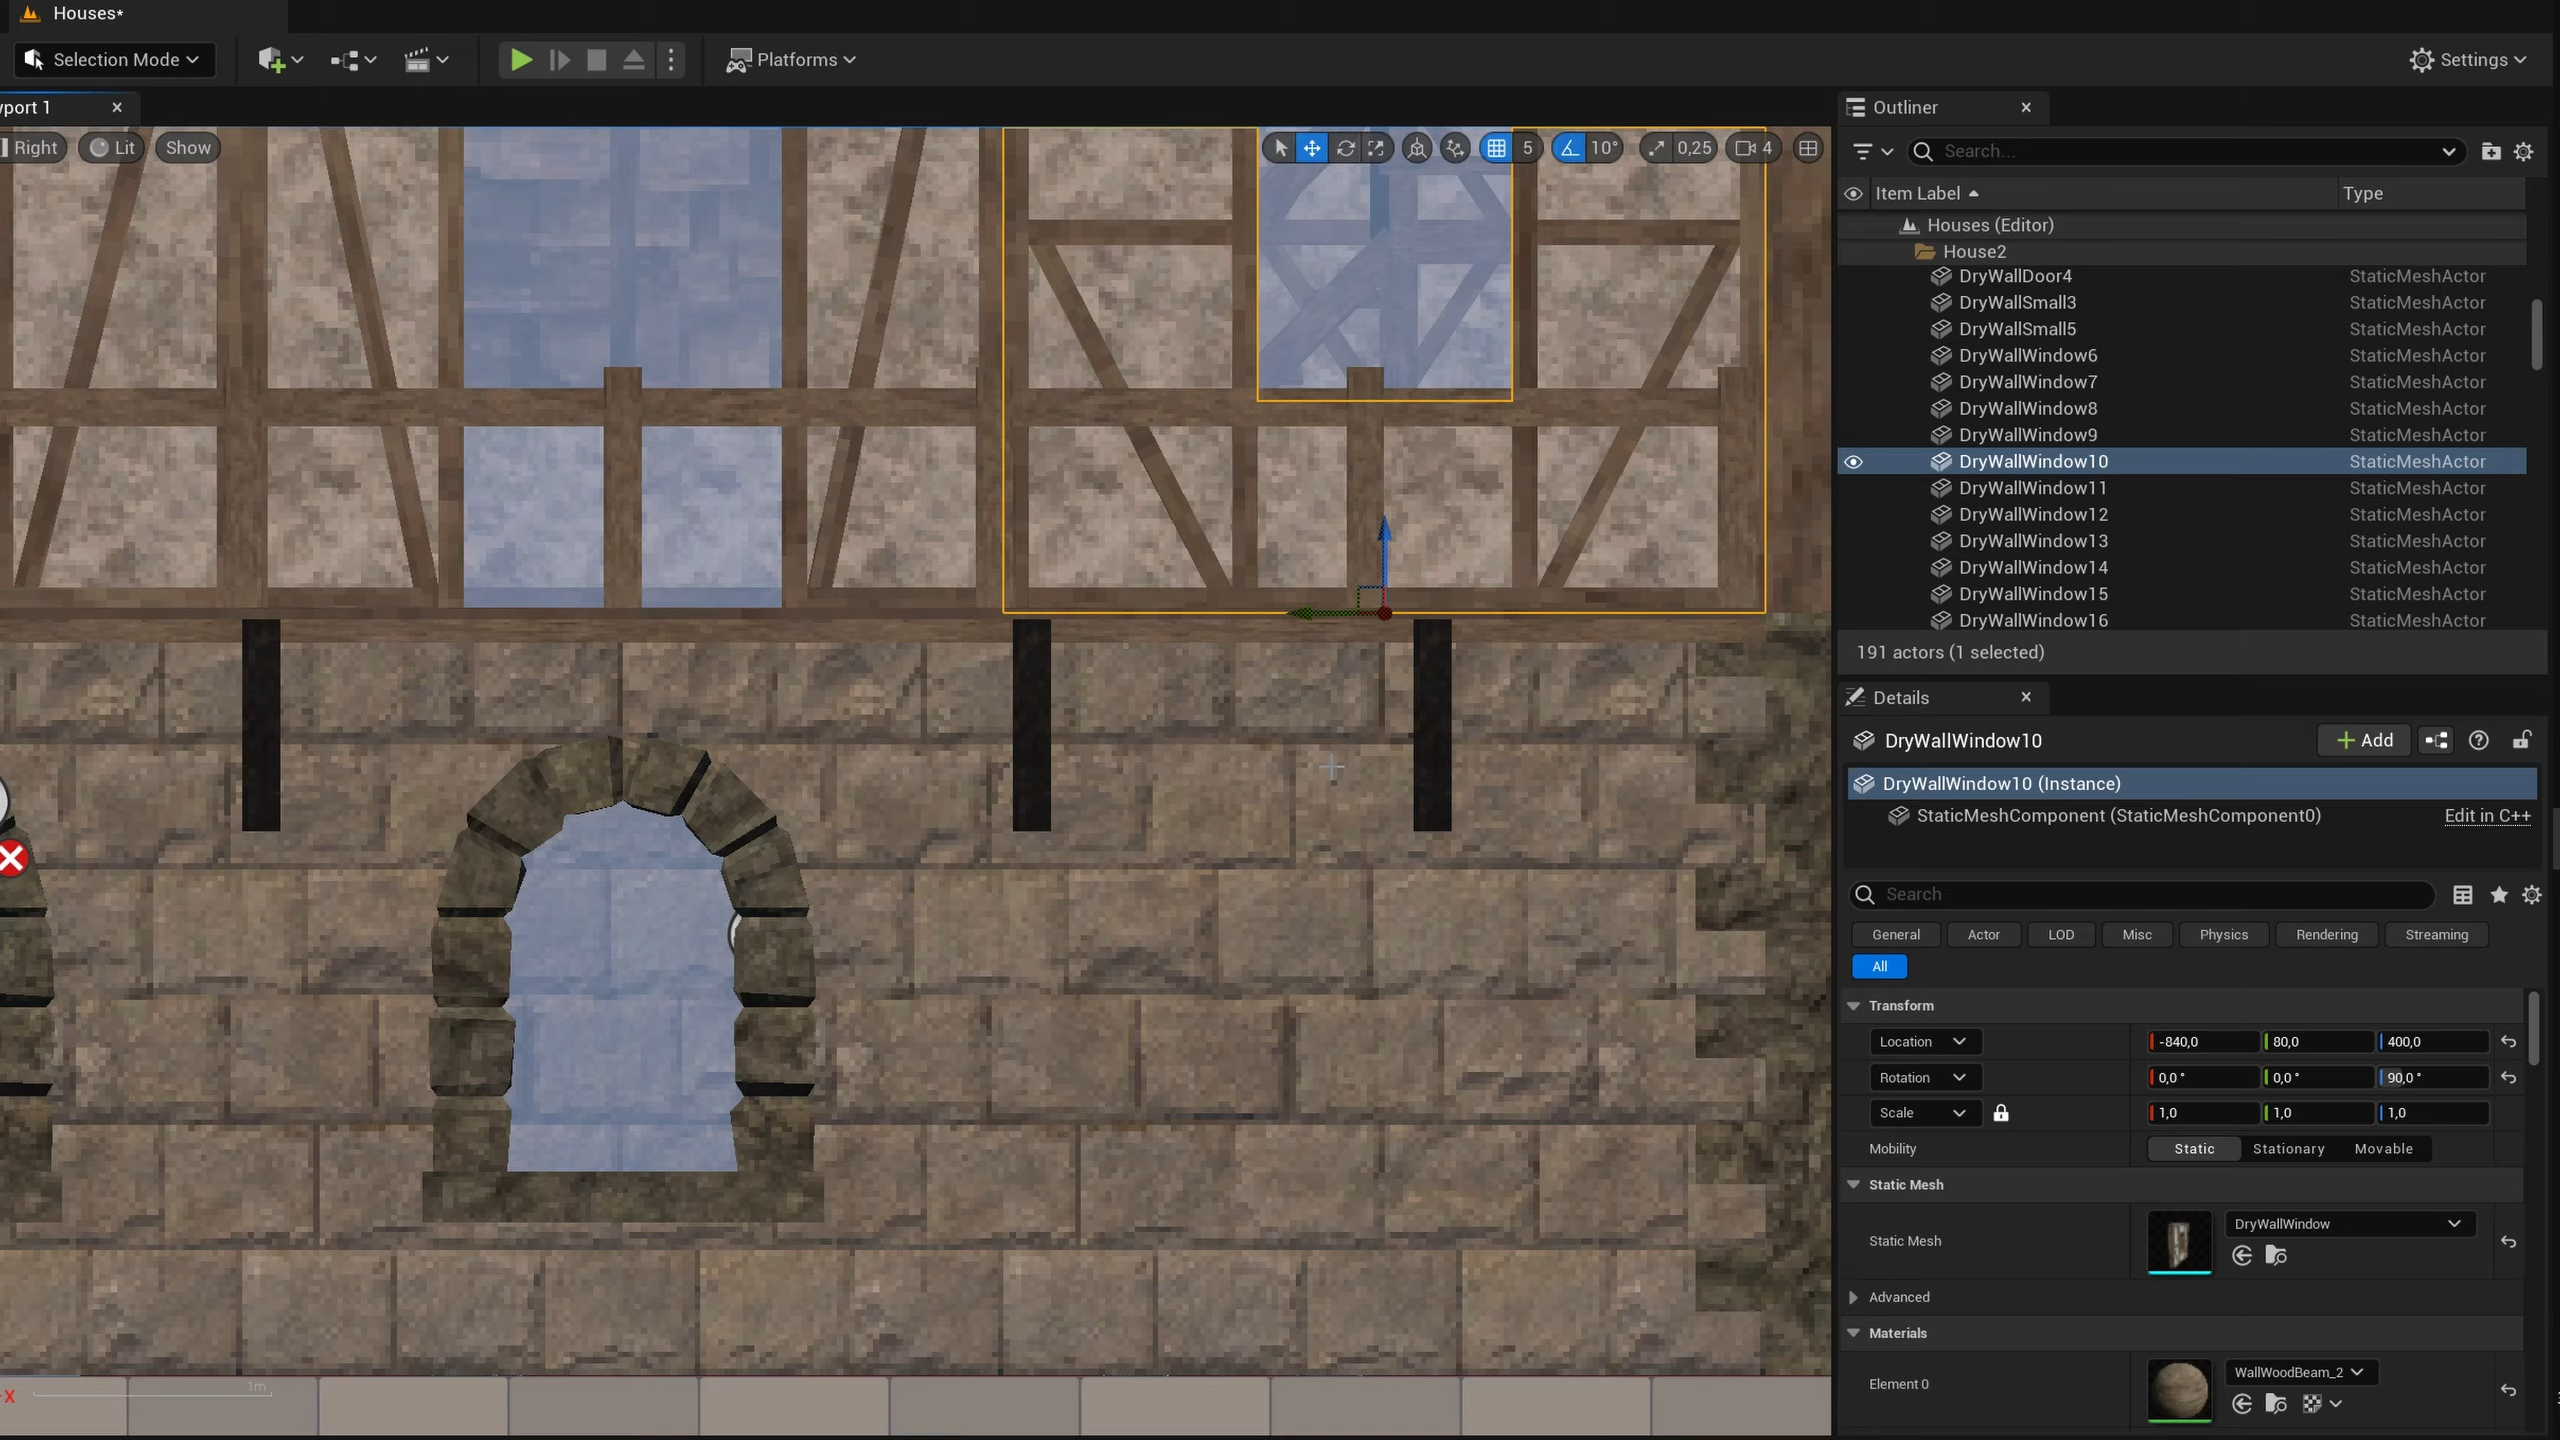 Houses*
Selection Mode
Platforms
Settings
port 1
Right
Lit
Show
5
10°
0,25
4
Outliner
Search...
Item Label
Type
Houses (Editor)
House2
DryWallDoor4 StaticMeshActor
DryWallSmall3 StaticMeshActor
DryWallSmall5 StaticMeshActor
DryWallWindow6 StaticMeshActor
DryWallWindow7 StaticMeshActor
DryWallWindow8 StaticMeshActor
DryWallWindow9 StaticMeshActor
DryWallWindow10 StaticMeshActor
DryWallWindow11 StaticMeshActor
DryWallWindow12 StaticMeshActor
DryWallWindow13 StaticMeshActor
DryWallWindow14 StaticMeshActor
DryWallWindow15 StaticMeshActor
DryWallWindow16 StaticMeshActor
191 actors (1 selected)
Details
DryWallWindow10
Add
DryWallWindow10 (Instance)
StaticMeshComponent (StaticMeshComponent0) Edit in C++
Search
General Actor LOD Misc Physics Rendering Streaming
All
Transform
Location -840,0 80,0 400,0
Rotation 0,0 ° 0,0 ° 90,0 °
Scale 1,0 1,0 1,0
Mobility Static Stationary Movable
Static Mesh
Static Mesh DryWallWindow
Advanced
Materials
Element 0 WallWoodBeam_2
X
1m